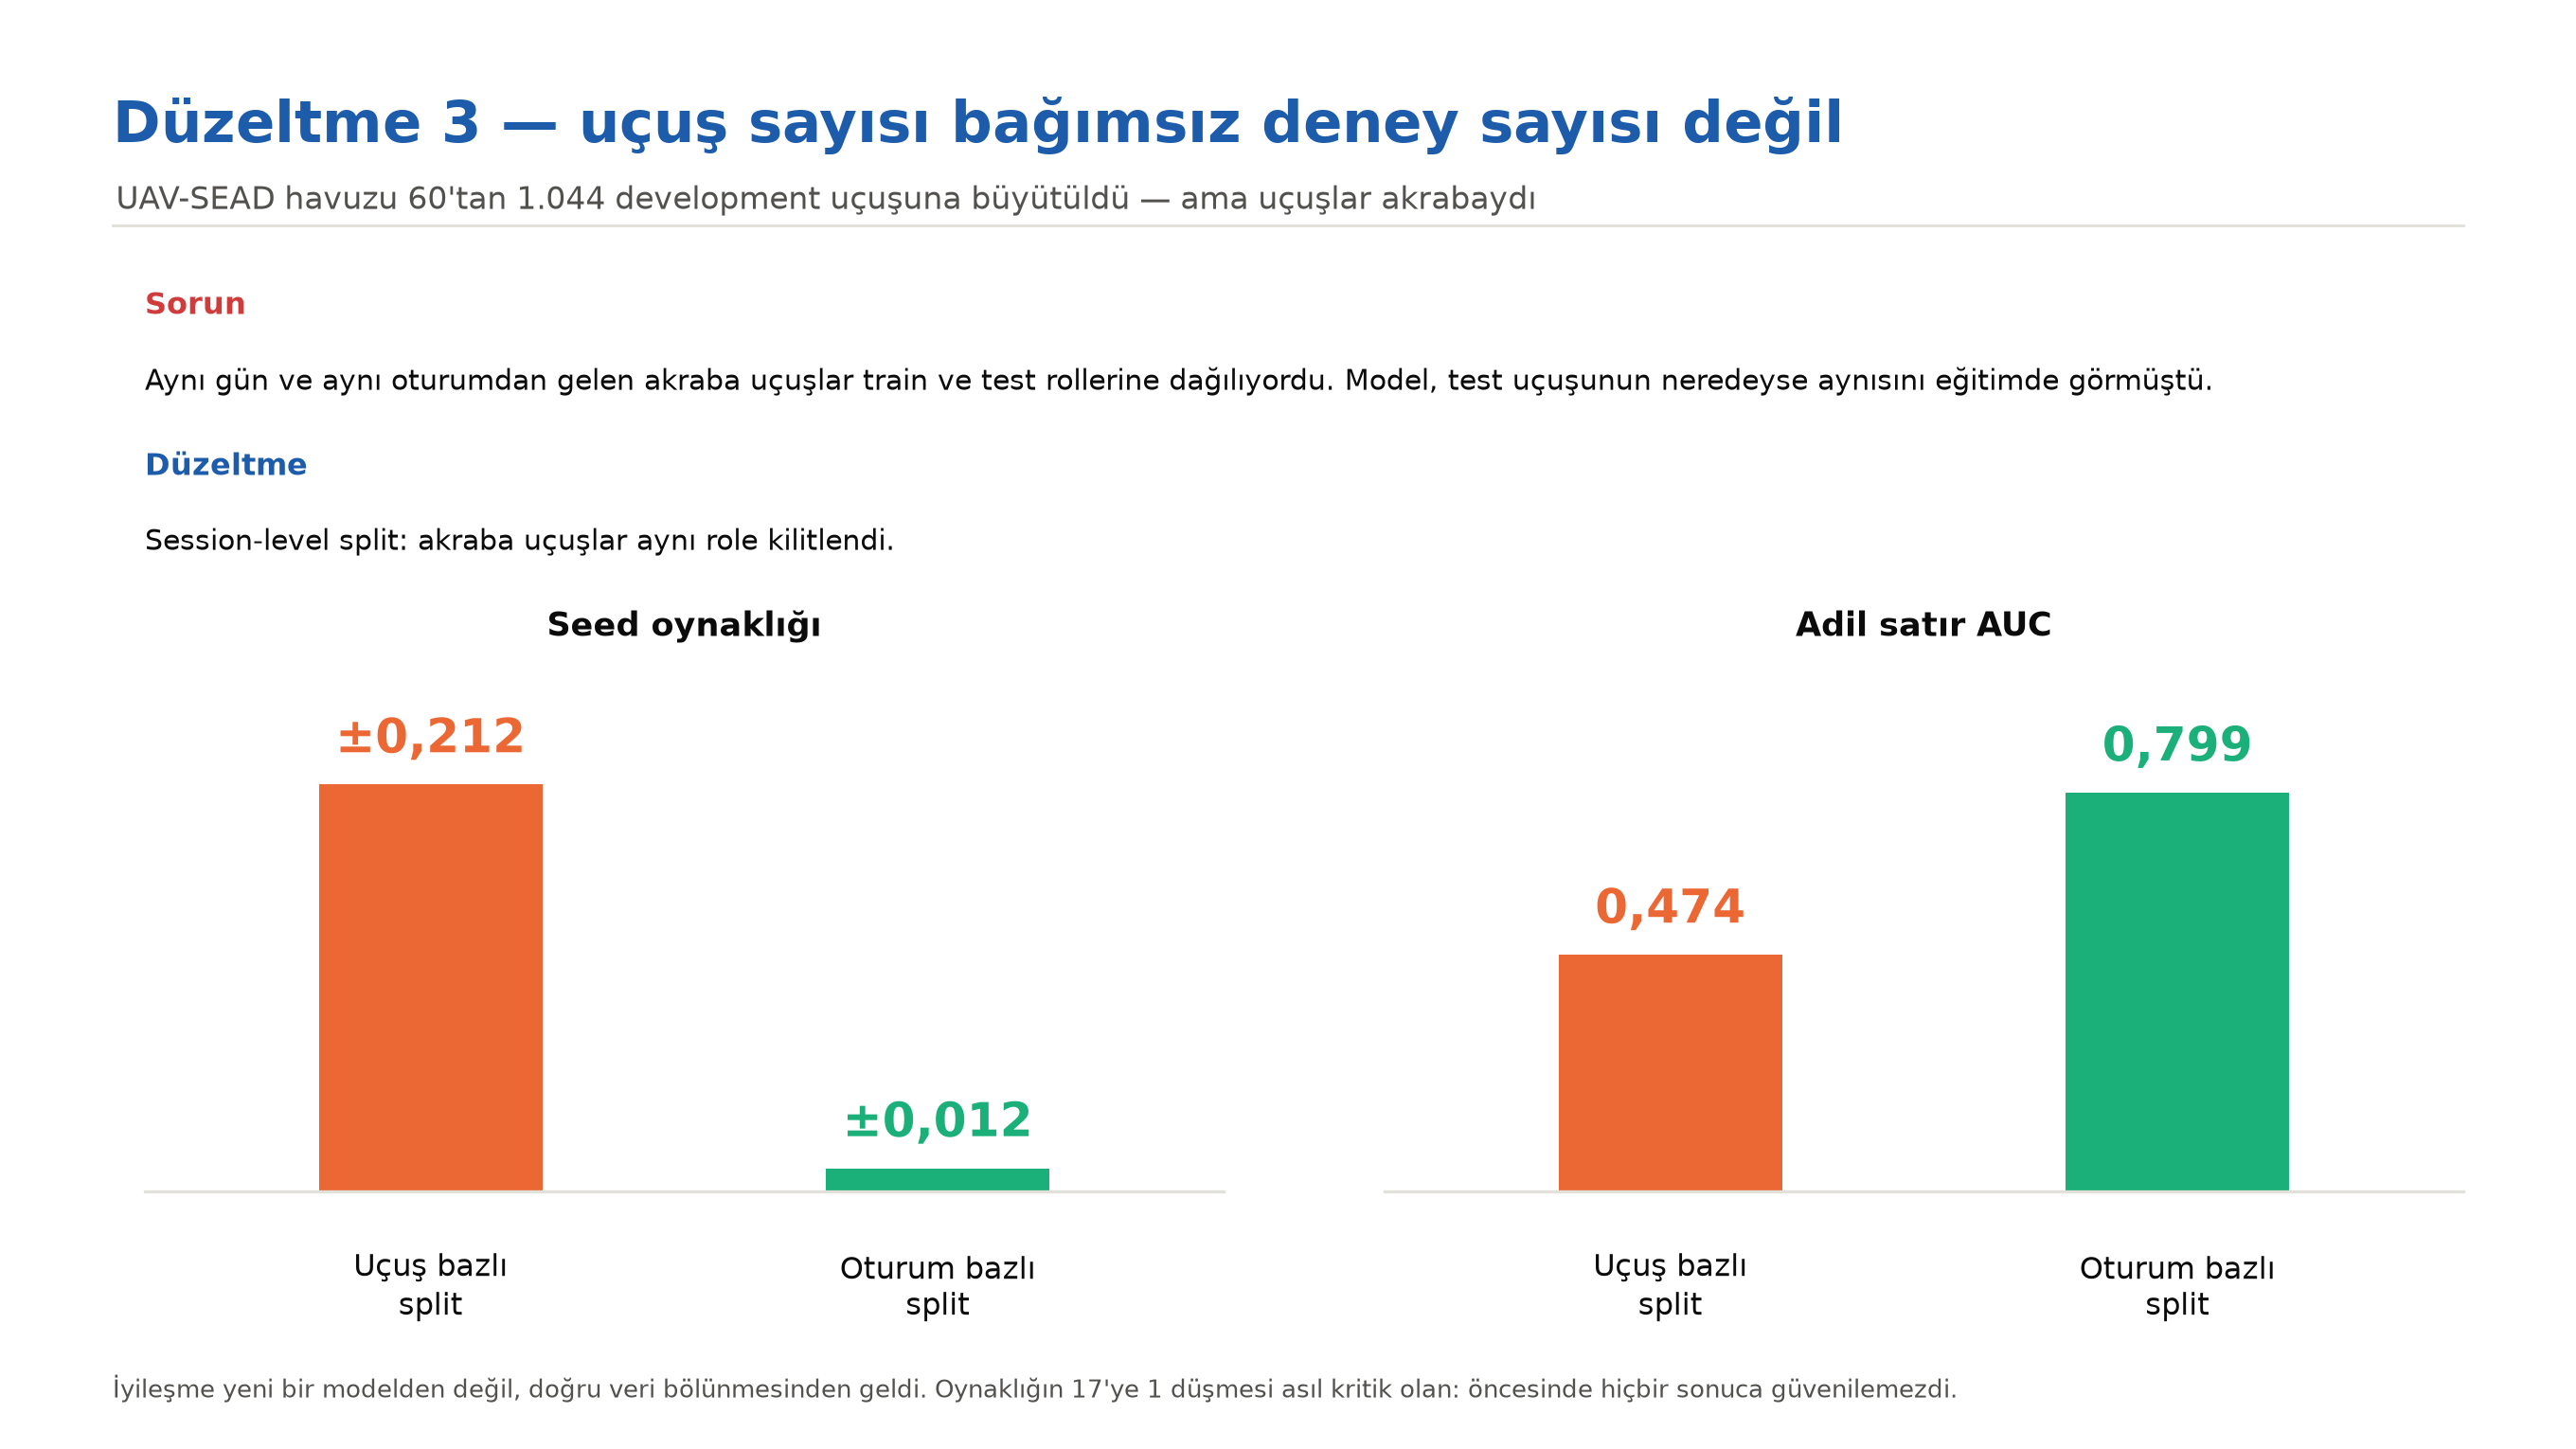 Düzeltme 3 — uçuş sayısı bağımsız deney sayısı değil
UAV-SEAD havuzu 60'tan 1.044 development uçuşuna büyütüldü — ama uçuşlar akrabaydı
Sorun
Aynı gün ve aynı oturumdan gelen akraba uçuşlar train ve test rollerine dağılıyordu. Model, test uçuşunun neredeyse aynısını eğitimde görmüştü.
Düzeltme
Session-level split: akraba uçuşlar aynı role kilitlendi.
Seed oynaklığı
±0,212
±0,012
Uçuş bazlı
split
Oturum bazlı
split
Adil satır AUC
0,474
0,799
Uçuş bazlı
split
Oturum bazlı
split
İyileşme yeni bir modelden değil, doğru veri bölünmesinden geldi. Oynaklığın 17'ye 1 düşmesi asıl kritik olan: öncesinde hiçbir sonuca güvenilemezdi.